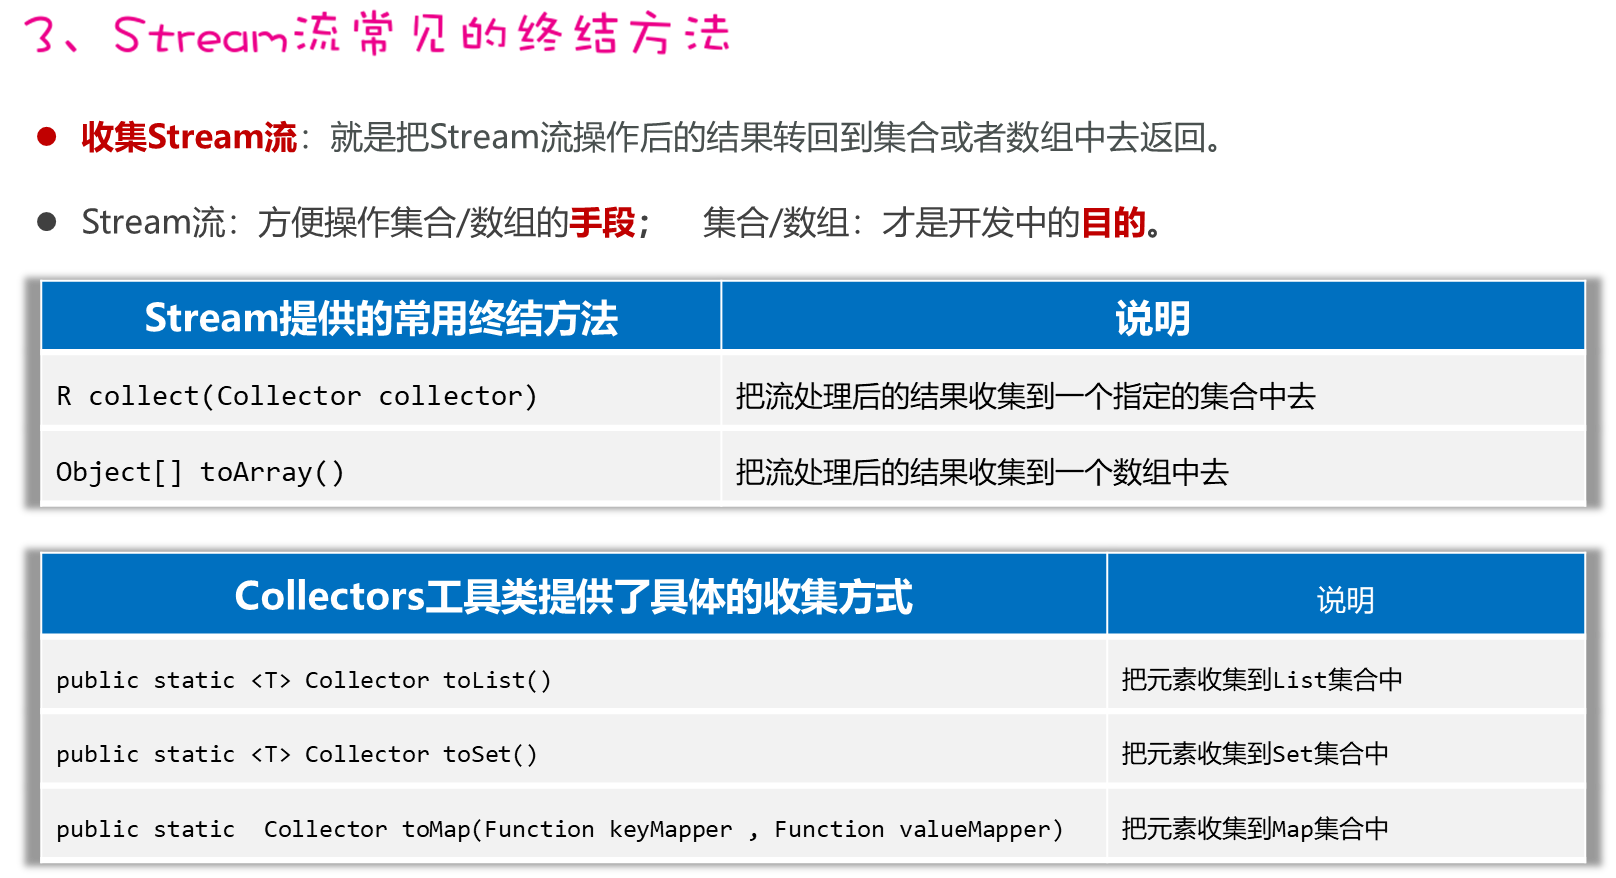 3、Stream流常见的终结方法
收集Stream流：就是把Stream流操作后的结果转回到集合或者数组中去返回。
Stream流：方便操作集合/数组的手段； 集合/数组：才是开发中的目的。
Stream提供的常用终结方法 说明
R collect(Collector collector) 把流处理后的结果收集到一个指定的集合中去
Object[] toArray() 把流处理后的结果收集到一个数组中去
Collectors工具类提供了具体的收集方式 说明
public static <T> Collector toList() 把元素收集到List集合中
public static <T> Collector toSet() 把元素收集到Set集合中
public static  Collector toMap(Function keyMapper , Function valueMapper) 把元素收集到Map集合中